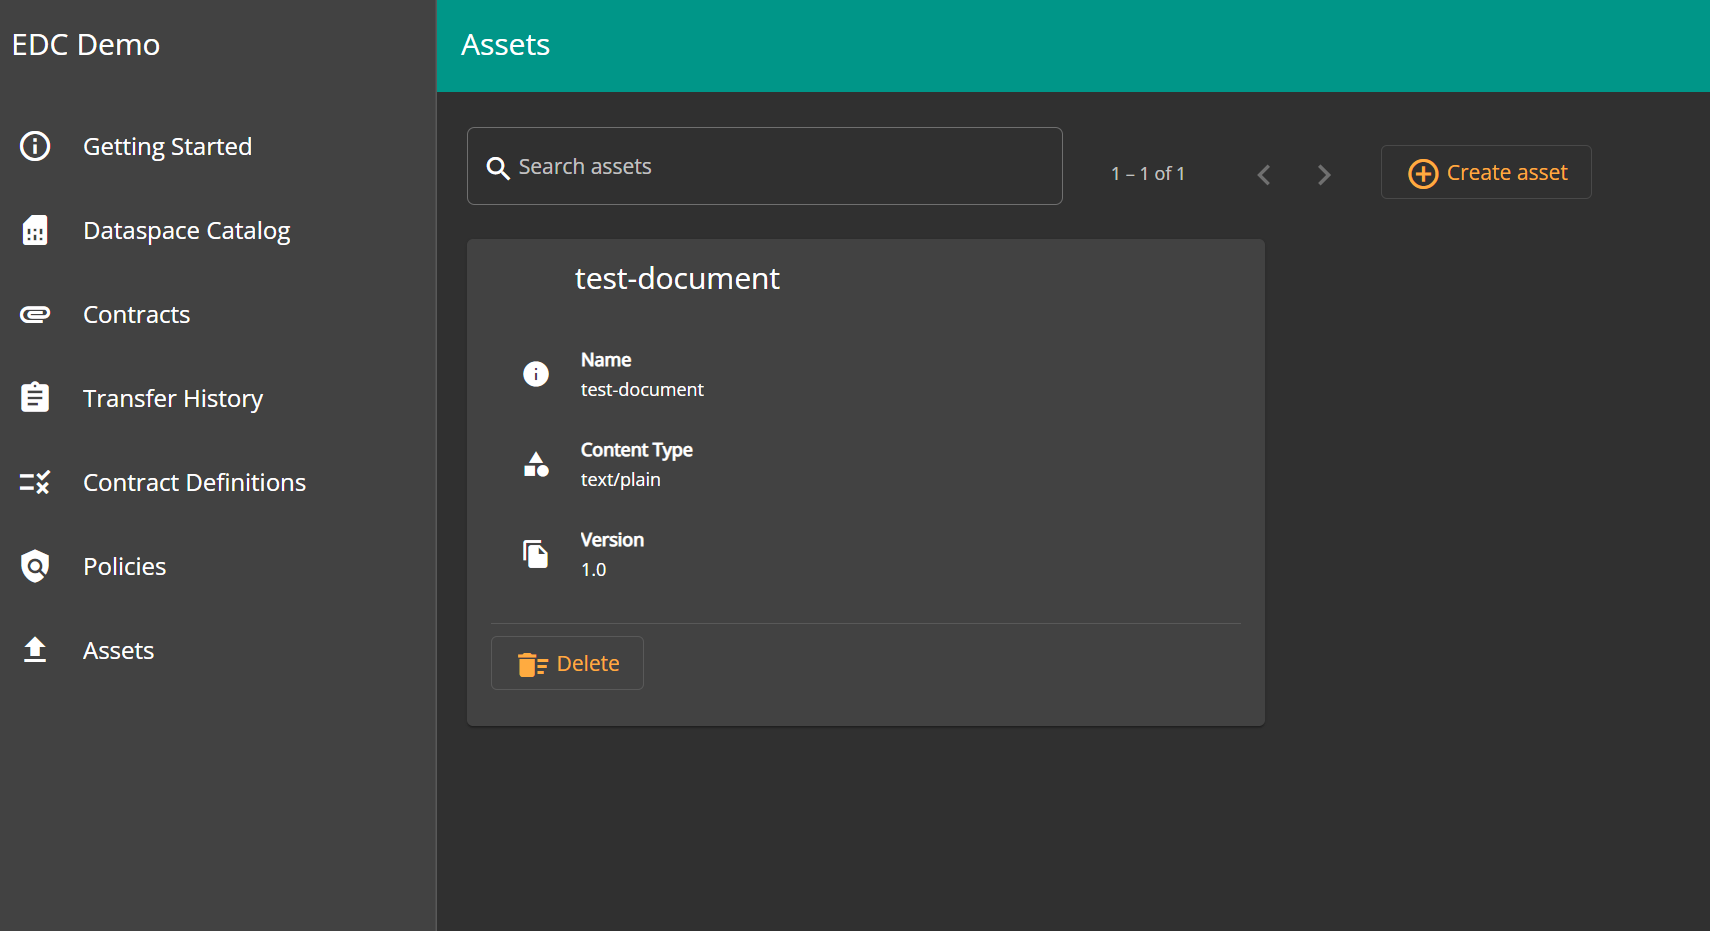 EDC Demo
Getting Started
Dataspace Catalog
Contracts
Transfer History
Contract Definitions
Policies
Assets
Assets
Search assets
1 – 1 of 1
Create asset
test-document
Name
test-document
Content Type
text/plain
Version
1.0
Delete